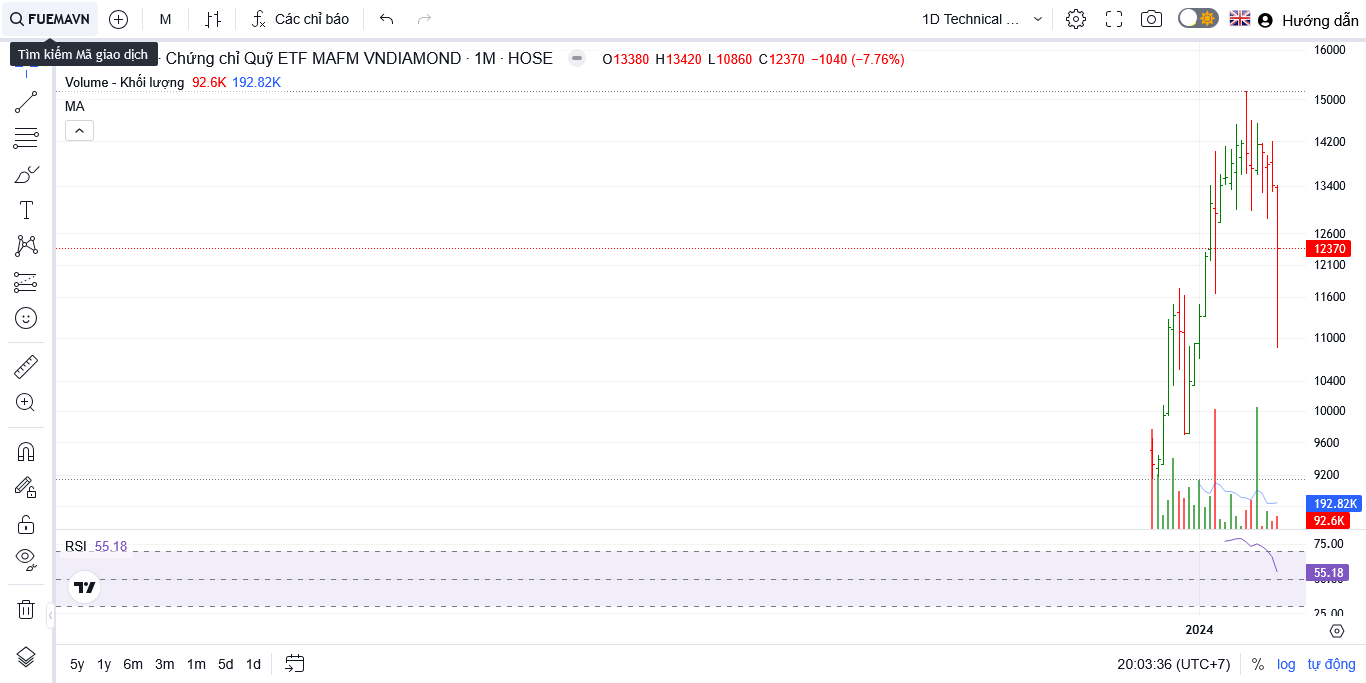 FUEMAVN
M
Các chỉ báo
1D Technical ...
Hướng dẫn
Tìm kiếm Mã giao dịch
· Chứng chỉ Quỹ ETF MAFM VNDIAMOND · 1M · HOSE
O13380 H13420 L10860 C12370 −1040 (−7.76%)
Volume - Khối lượng 92.6K 192.82K
MA
16000
15000
14200
13400
12600
12370
12100
11600
11000
10400
10000
9600
9200
192.82K
92.6K
RSI 55.18
75.00
55.18
50.00
25.00
2024
5y 1y 6m 3m 1m 5d 1d
20:03:36 (UTC+7)
% log tự động